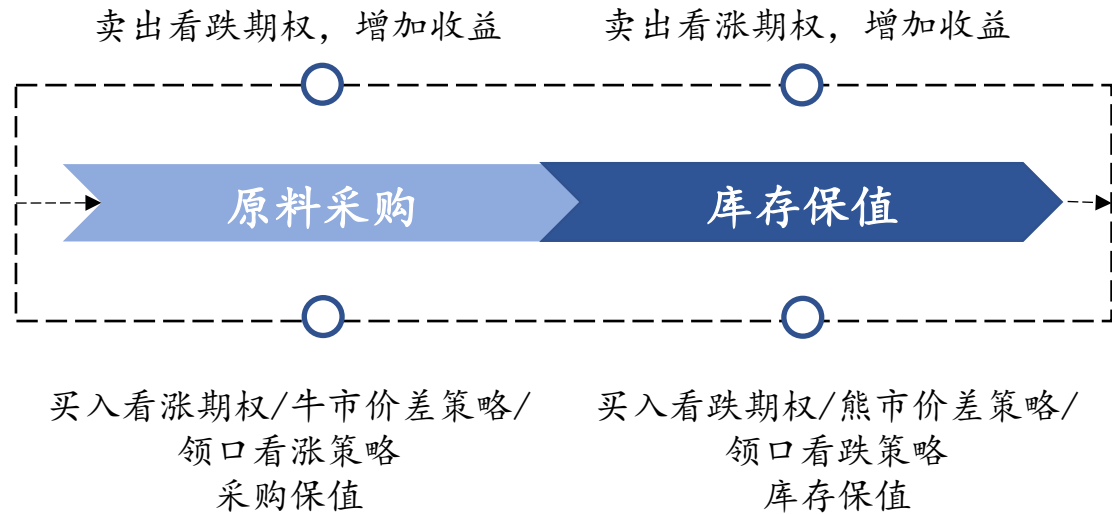 卖出看跌期权，增加收益
卖出看涨期权，增加收益
原料采购
库存保值
买入看涨期权/牛市价差策略/
领口看涨策略
采购保值
买入看跌期权/熊市价差策略/
领口看跌策略
库存保值